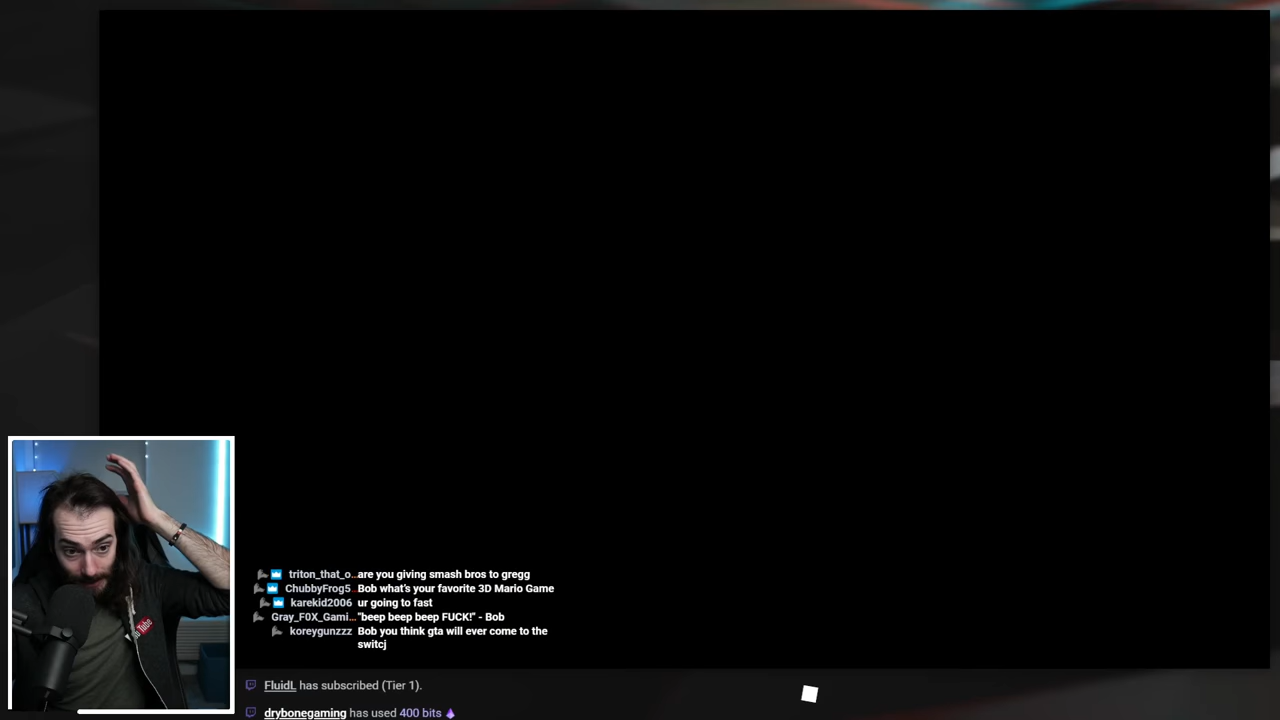 triton_that_o... are you giving smash bros to gregg
ChubbyFrog5... Bob what's your favorite 3D Mario Game
karekid2006 ur going to fast
Gray_F0X_Gami... "beep beep beep FUCK!" - Bob
koreygunzzz Bob you think gta will ever come to the
switcj
FluidL has subscribed (Tier 1).
drybonegaming has used 400 bits
YouTube